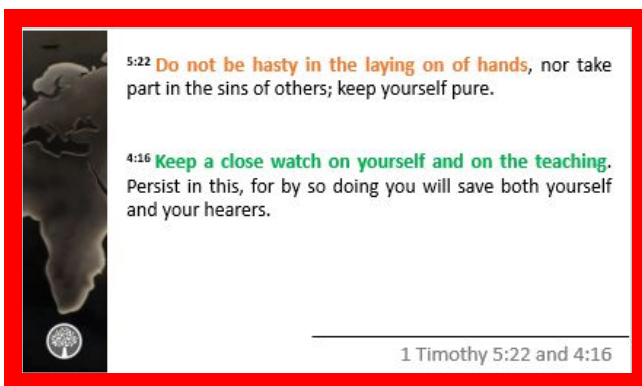 5:22 Do not be hasty in the laying on of hands, nor take
part in the sins of others; keep yourself pure.
4:16 Keep a close watch on yourself and on the teaching.
Persist in this, for by so doing you will save both yourself
and your hearers.
1 Timothy 5:22 and 4:16